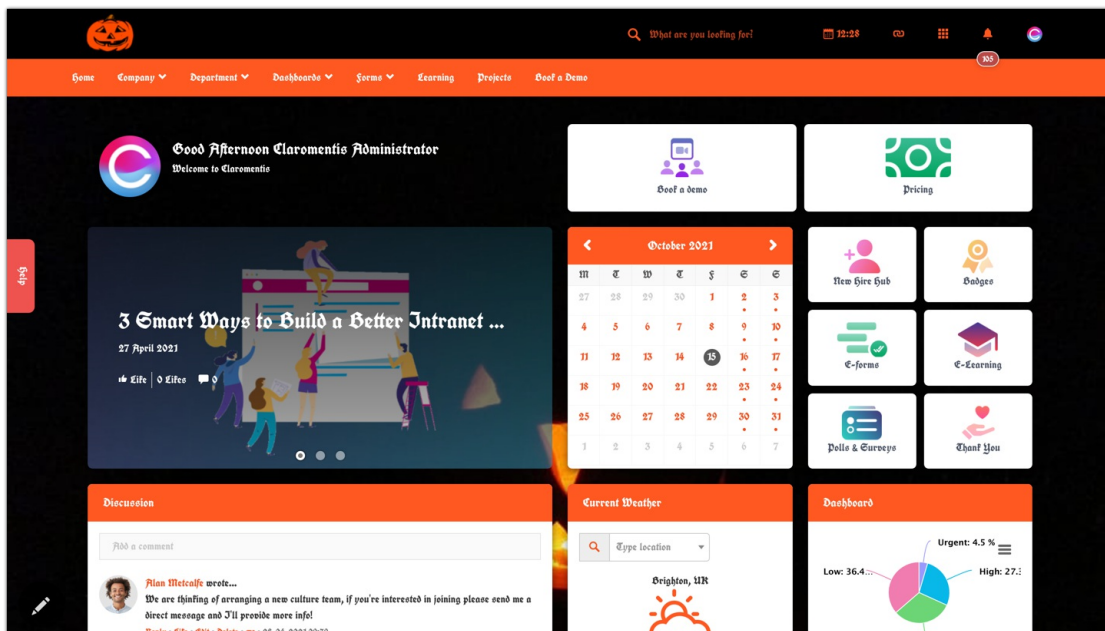 What are you looking for?
12:28
105
Home Company Department Dashboards Forms Learning Projects Book a Demo
Good Afternoon Claromentis Administrator
Welcome to Claromentis
Book a demo
Pricing
Help
3 Smart Ways to Build a Better Intranet ...
27 April 2021
Like 0 Likes 0
October 2021
M T W T F S S
27 28 29 30 1 2 3
4 5 6 7 8 9 10
11 12 13 14 15 16 17
18 19 20 21 22 23 24
25 26 27 28 29 30 31
1 2 3 4 5 6 7
New Hire Hub
Badges
E-forms
E-Learning
Polls & Surveys
Thank You
Discussion
Add a comment
Alan Metcalfe wrote...
We are thinking of arranging a new culture team, if you're interested in joining please send me a
direct message and I'll provide more info!
Current Weather
Type location
Brighton, UK
Dashboard
Urgent: 4.5 %
Low: 36.4...
High: 27.3